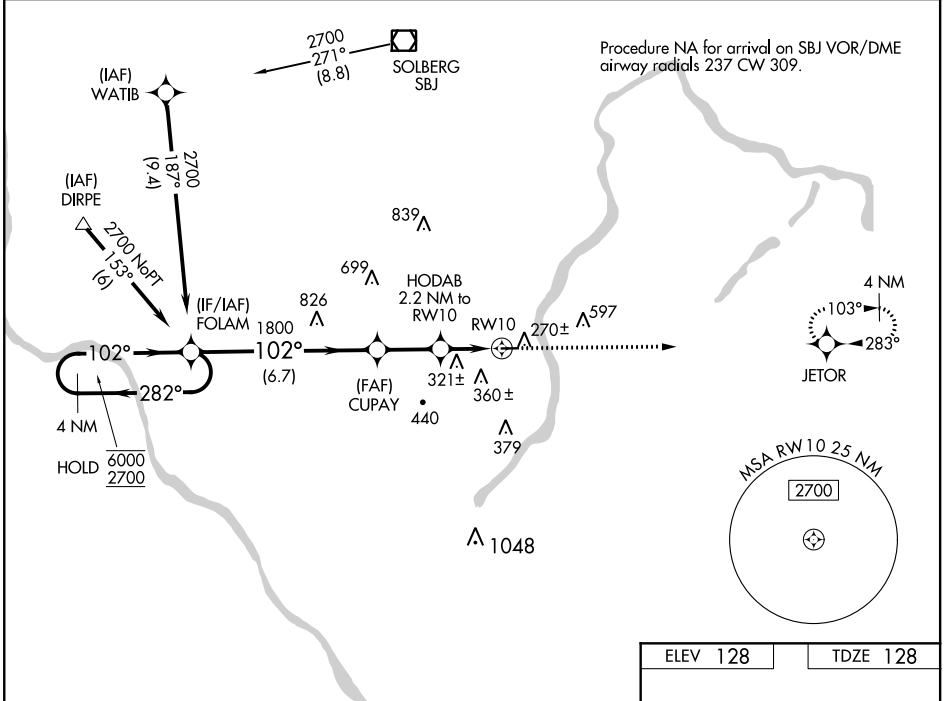 2700
271°
(8.8)
SOLBERG
SBJ
Procedure NA for arrival on SBJ VOR/DME
airway radials 237 CW 309.
(IAF)
WATIB
2700
187°
(9.4)
(IAF)
DIRPE
2700 NoPT
153°
(6)
839
699
826
HODAB
2.2 NM to
RW10
(IF/IAF)
FOLAM
1800
102°
(6.7)
RW10
270±
597
4 NM
103°
283°
JETOR
102°
282°
4 NM
HOLD
6000
2700
(FAF)
CUPAY
321±
360±
440
379
1048
MSA RW10 25 NM
2700
ELEV 128
TDZE 128